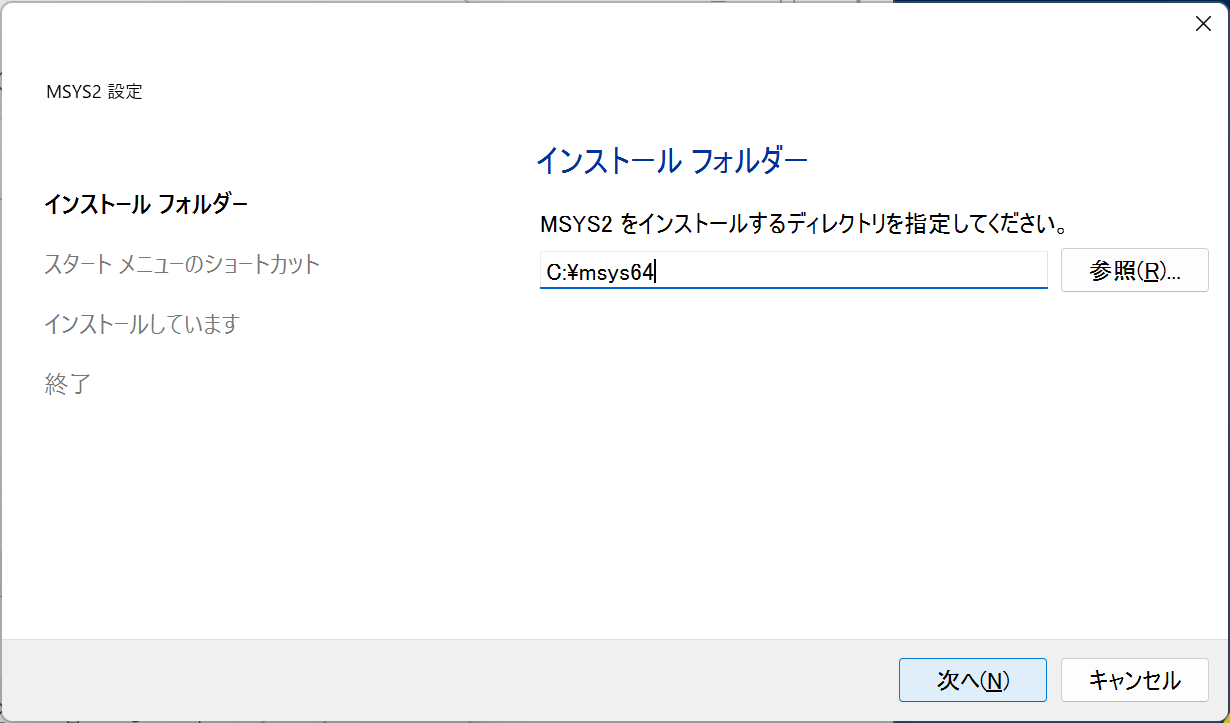 MSYS2 設定
インストール フォルダー
スタート メニューのショートカット
インストールしています
終了
インストール フォルダー
MSYS2 をインストールするディレクトリを指定してください。
C:¥msys64
参照(R)...
次へ(N)
キャンセル